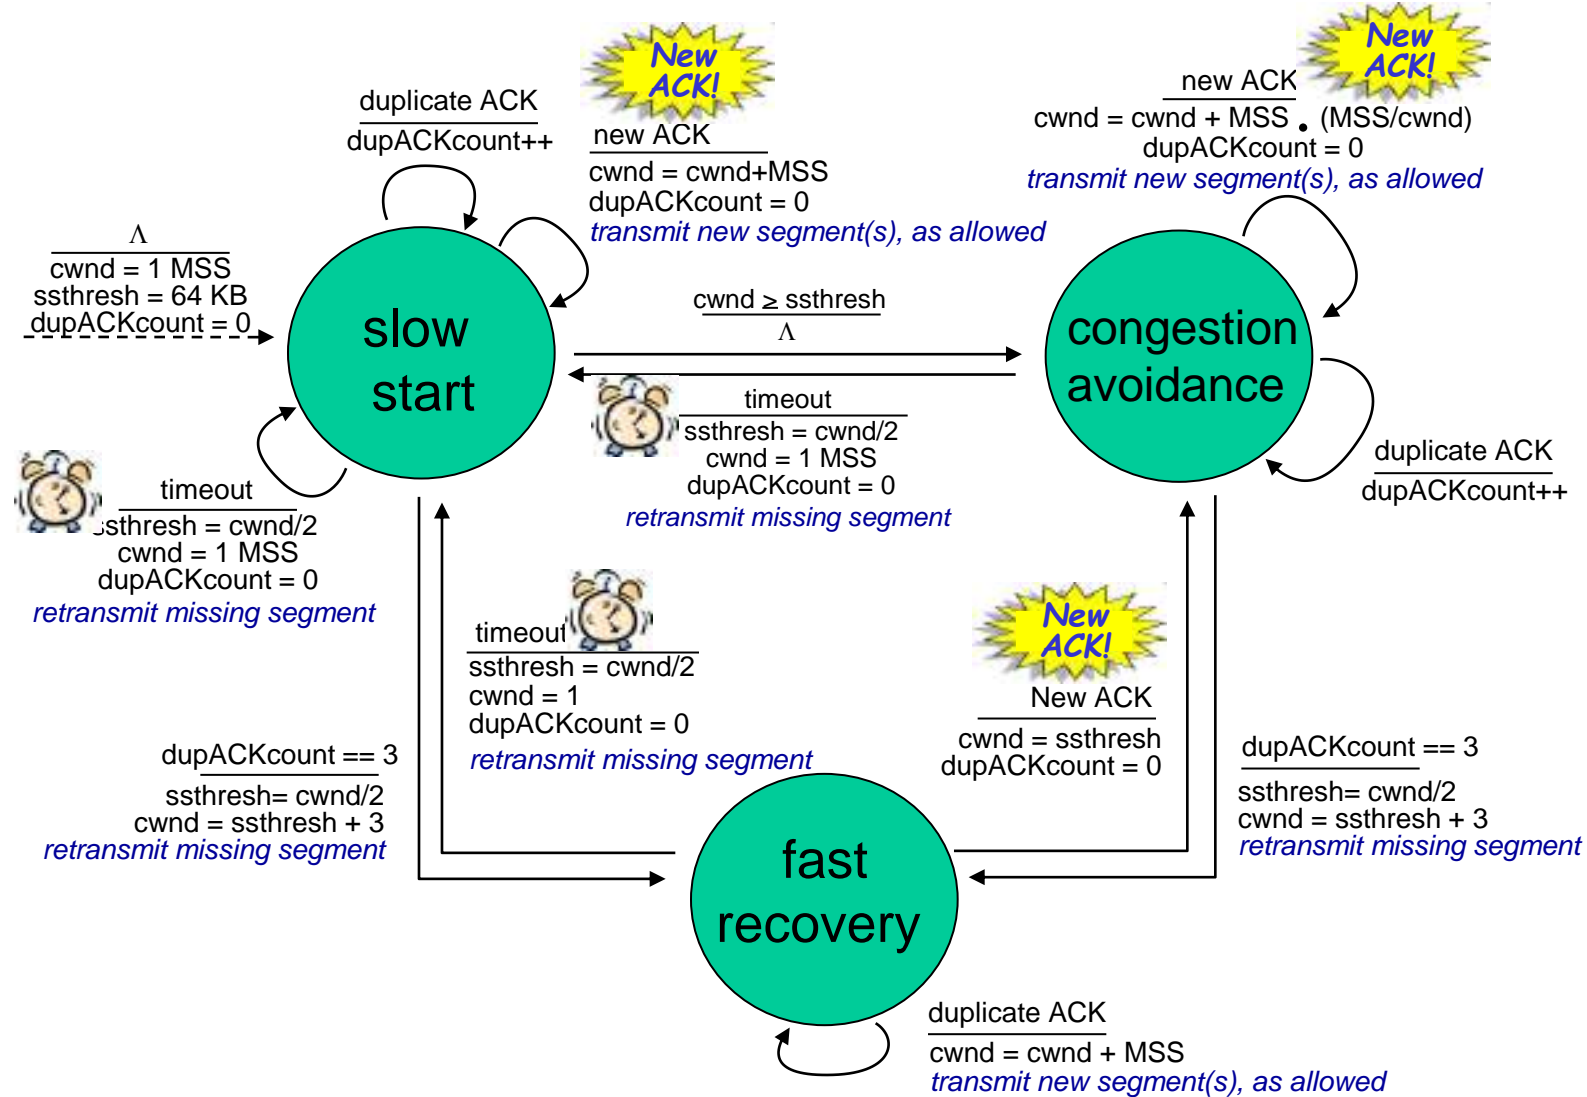 New
ACK!
New
ACK!
duplicate ACK
dupACKcount++
new ACK
cwnd = cwnd+MSS
dupACKcount = 0
transmit new segment(s), as allowed
new ACK
cwnd = cwnd + MSS • (MSS/cwnd)
dupACKcount = 0
transmit new segment(s), as allowed
Λ
cwnd = 1 MSS
ssthresh = 64 KB
dupACKcount = 0
slow
start
cwnd ≥ ssthresh
Λ
congestion
avoidance
timeout
ssthresh = cwnd/2
cwnd = 1 MSS
dupACKcount = 0
retransmit missing segment
duplicate ACK
dupACKcount++
timeout
ssthresh = cwnd/2
cwnd = 1 MSS
dupACKcount = 0
retransmit missing segment
timeout
ssthresh = cwnd/2
cwnd = 1
dupACKcount = 0
retransmit missing segment
New
ACK!
New ACK
cwnd = ssthresh
dupACKcount = 0
dupACKcount == 3
ssthresh= cwnd/2
cwnd = ssthresh + 3
retransmit missing segment
dupACKcount == 3
ssthresh= cwnd/2
cwnd = ssthresh + 3
retransmit missing segment
fast
recovery
duplicate ACK
cwnd = cwnd + MSS
transmit new segment(s), as allowed